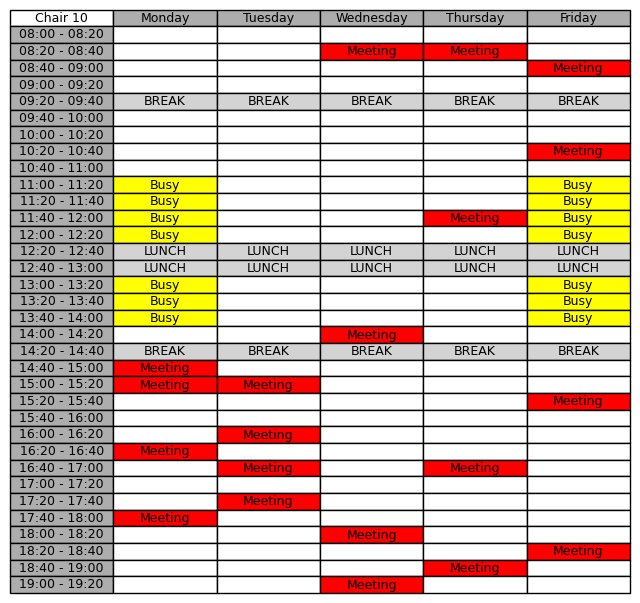 Chair 10 Monday Tuesday Wednesday Thursday Friday
08:00 - 08:20
08:20 - 08:40 Meeting Meeting
08:40 - 09:00 Meeting
09:00 - 09:20
09:20 - 09:40 BREAK BREAK BREAK BREAK BREAK
09:40 - 10:00
10:00 - 10:20
10:20 - 10:40 Meeting
10:40 - 11:00
11:00 - 11:20 Busy Busy
11:20 - 11:40 Busy Busy
11:40 - 12:00 Busy Meeting Busy
12:00 - 12:20 Busy Busy
12:20 - 12:40 LUNCH LUNCH LUNCH LUNCH LUNCH
12:40 - 13:00 LUNCH LUNCH LUNCH LUNCH LUNCH
13:00 - 13:20 Busy Busy
13:20 - 13:40 Busy Busy
13:40 - 14:00 Busy Busy
14:00 - 14:20 Meeting
14:20 - 14:40 BREAK BREAK BREAK BREAK BREAK
14:40 - 15:00 Meeting
15:00 - 15:20 Meeting Meeting
15:20 - 15:40 Meeting
15:40 - 16:00
16:00 - 16:20 Meeting
16:20 - 16:40 Meeting
16:40 - 17:00 Meeting Meeting
17:00 - 17:20
17:20 - 17:40 Meeting
17:40 - 18:00 Meeting
18:00 - 18:20 Meeting
18:20 - 18:40 Meeting
18:40 - 19:00 Meeting
19:00 - 19:20 Meeting